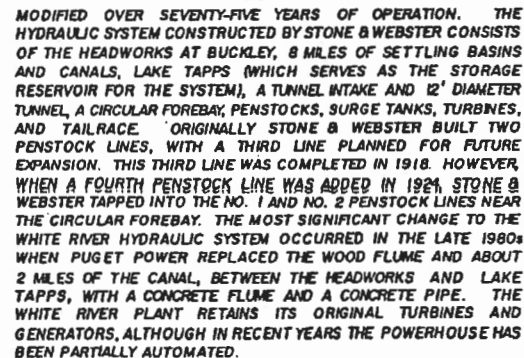 MODIFIED OVER SEVENTY-FIVE YEARS OF OPERATION. THE
HYDRAULIC SYSTEM CONSTRUCTED BY STONE & WEBSTER CONSISTS
OF THE HEADWORKS AT BUCKLEY, 8 MILES OF SETTLING BASINS
AND CANALS, LAKE TAPPS (WHICH SERVES AS THE STORAGE
RESERVOIR FOR THE SYSTEM), A TUNNEL INTAKE AND 12' DIAMETER
TUNNEL, A CIRCULAR FOREBAY, PENSTOCKS, SURGE TANKS, TURBINES,
AND TAILRACE. ORIGINALLY STONE & WEBSTER BUILT TWO
PENSTOCK LINES, WITH A THIRD LINE PLANNED FOR FUTURE
EXPANSION. THIS THIRD LINE WAS COMPLETED IN 1918. HOWEVER,
WHEN A FOURTH PENSTOCK LINE WAS ADDED IN 1924, STONE &
WEBSTER TAPPED INTO THE NO. 1 AND NO. 2 PENSTOCK LINES NEAR
THE CIRCULAR FOREBAY. THE MOST SIGNIFICANT CHANGE TO THE
WHITE RIVER HYDRAULIC SYSTEM OCCURRED IN THE LATE 1980s
WHEN PUGET POWER REPLACED THE WOOD FLUME AND ABOUT
2 MILES OF THE CANAL, BETWEEN THE HEADWORKS AND LAKE
TAPPS, WITH A CONCRETE FLUME AND A CONCRETE PIPE. THE
WHITE RIVER PLANT RETAINS ITS ORIGINAL TURBINES AND
GENERATORS, ALTHOUGH IN RECENT YEARS THE POWERHOUSE HAS
BEEN PARTIALLY AUTOMATED.